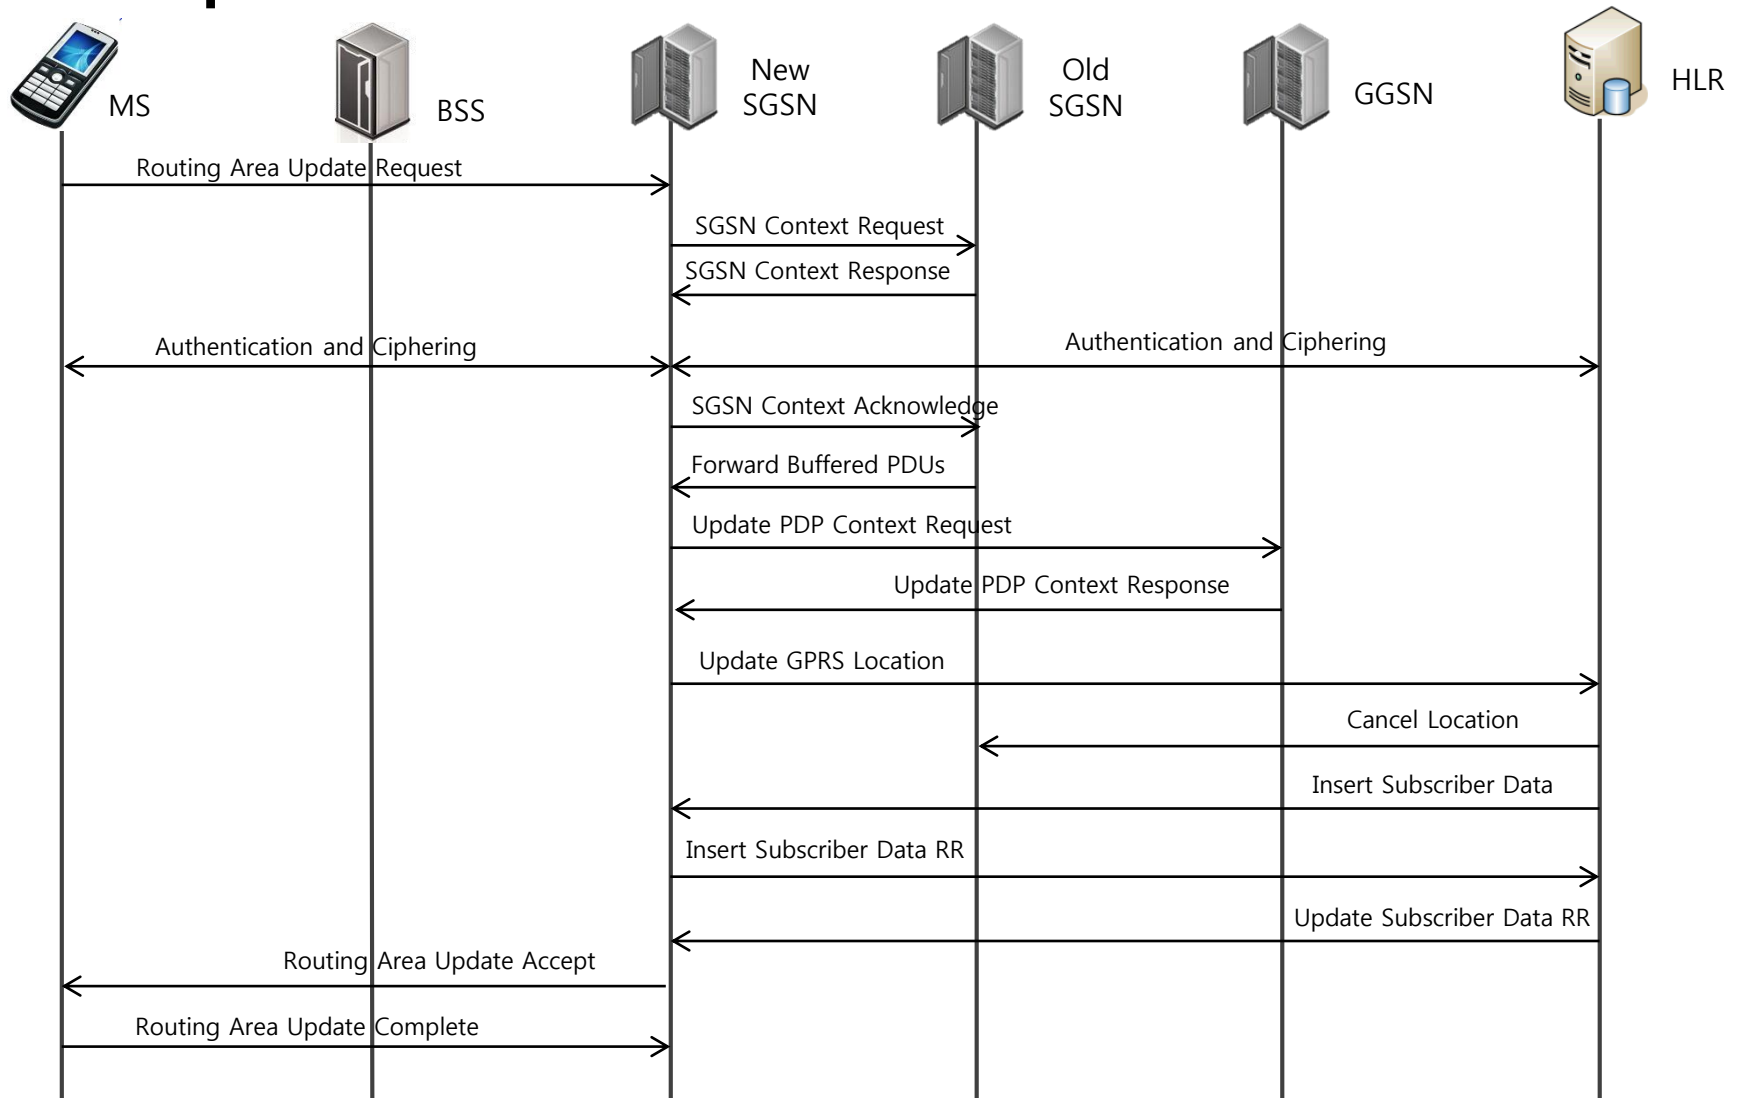 MS
BSS
New
SGSN
Old
SGSN
GGSN
HLR
Routing Area Update Request
SGSN Context Request
SGSN Context Response
Authentication and Ciphering
Authentication and Ciphering
SGSN Context Acknowledge
Forward Buffered PDUs
Update PDP Context Request
Update PDP Context Response
Update GPRS Location
Cancel Location
Insert Subscriber Data
Insert Subscriber Data RR
Update Subscriber Data RR
Routing Area Update Accept
Routing Area Update Complete